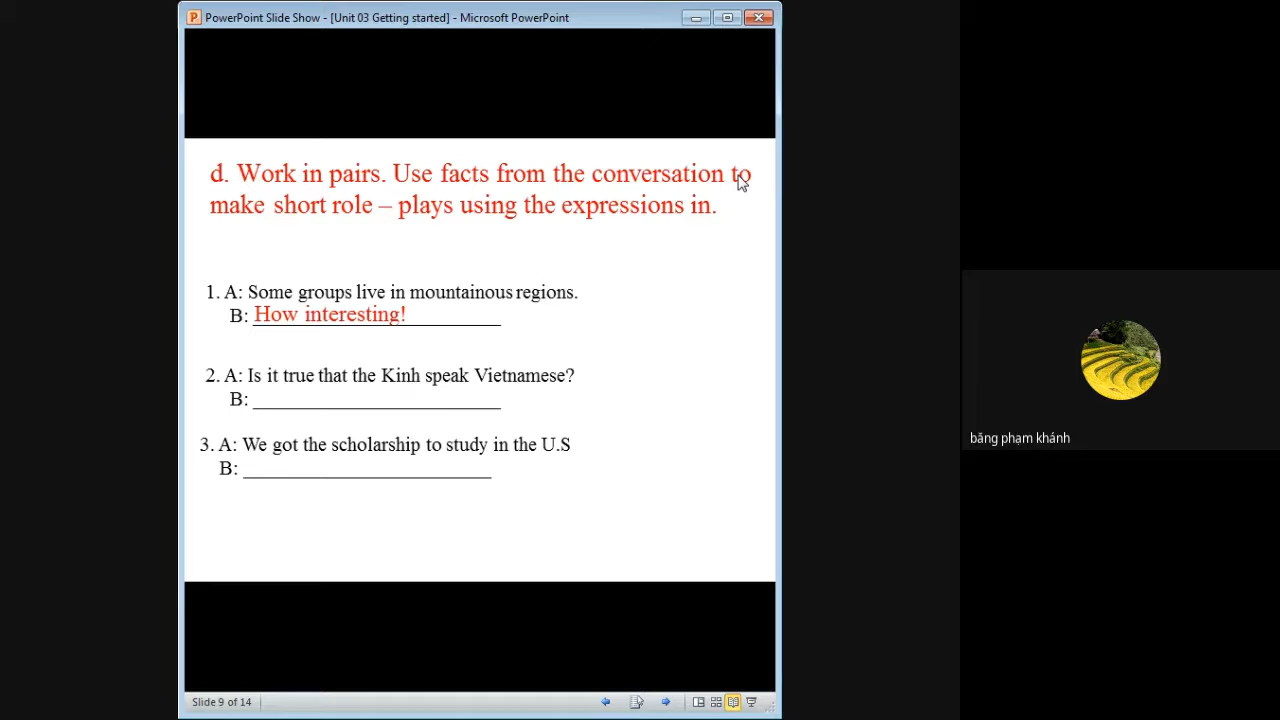 PowerPoint Slide Show - [Unit 03 Getting started] - Microsoft PowerPoint
d. Work in pairs. Use facts from the conversation to
make short role – plays using the expressions in.
1. A: Some groups live in mountainous regions.
B: How interesting!
2. A: Is it true that the Kinh speak Vietnamese?
B: ________________________
3. A: We got the scholarship to study in the U.S
B: ________________________
băng phạm khánh
Slide 9 of 14